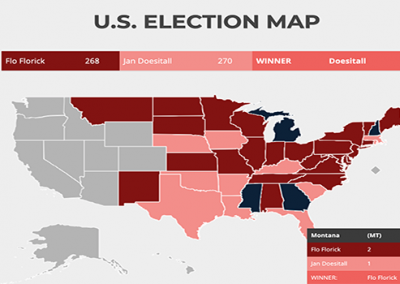 U.S. ELECTION MAP
Flo Florick 268 Jan Doesitall 270 WINNER Doesitall
Montana (MT)
Flo Florick 2
Jan Doesitall 1
WINNER: Flo Florick